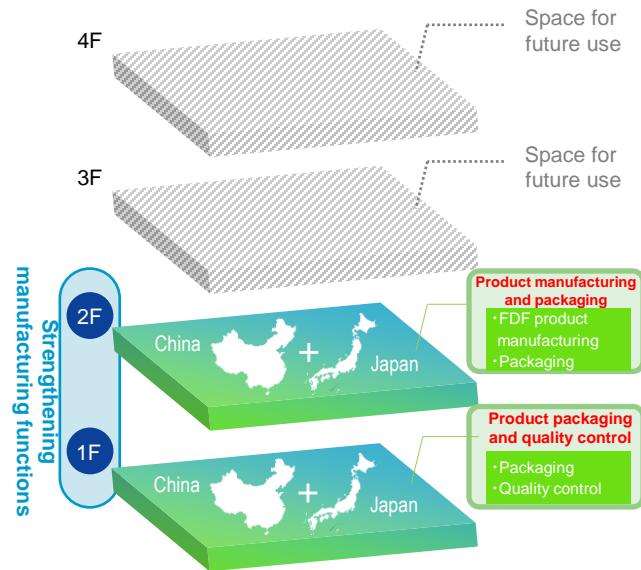 4F
Space for
future use
3F
Space for
future use
Strengthening
manufacturing functions
2F
China
+
Japan
Product manufacturing
and packaging
・FDF product
manufacturing
・Packaging
1F
China
+
Japan
Product packaging
and quality control
・Packaging
・Quality control